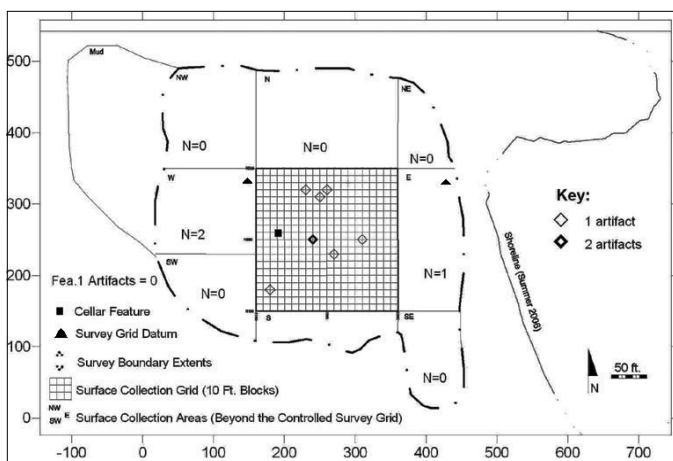 Mud
NW
N
NE
N=0
N=0
N=0
W
E
Key:
1 artifact
2 artifacts
N=2
SW
Shoreline (Summer 2006)
Fea.1 Artifacts = 0
N=0
N=1
Cellar Feature
S
SE
Survey Grid Datum
Survey Boundary Extents
50 ft.
N
Surface Collection Grid (10 Ft. Blocks)
N=0
NW
SW E
Surface Collection Areas (Beyond the Controlled Survey Grid)
500
400
300
200
100
0
-100 0 100 200 300 400 500 600 700